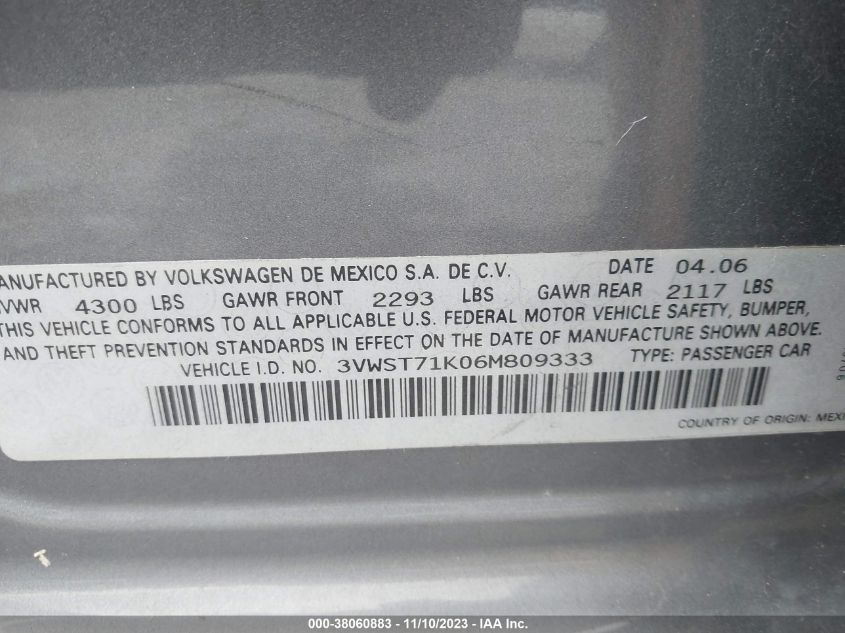 ANUFACTURED BY VOLKSWAGEN DE MEXICO S.A. DE C.V. DATE 04.06
VWR 4300 LBS GAWR FRONT 2293 LBS GAWR REAR 2117 LBS
THIS VEHICLE CONFORMS TO ALL APPLICABLE U.S. FEDERAL MOTOR VEHICLE SAFETY, BUMPER,
AND THEFT PREVENTION STANDARDS IN EFFECT ON THE DATE OF MANUFACTURE SHOWN ABOVE.
VEHICLE I.D. NO. 3VWST71K06M809333 TYPE: PASSENGER CAR
COUNTRY OF ORIGIN: MEXI
000-38060883 — 11/10/2023 — IAA Inc.